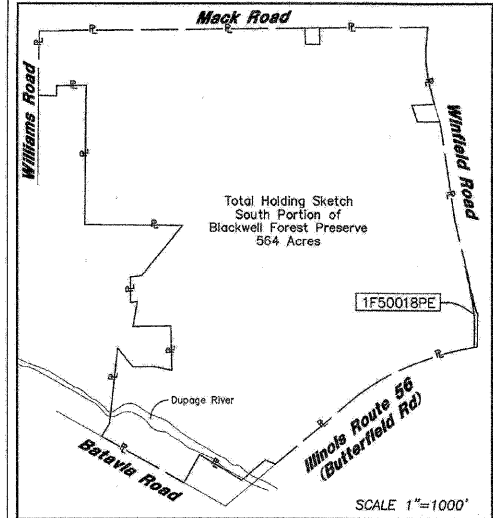 Mack Road
Williams Road
Winfield Road
Total Holding Sketch
South Portion of
Blackwell Forest Preserve
564 Acres
1F50018PE
Dupage River
Illinois Route 56
(Butterfield Rd)
Batavia Road
SCALE 1"=1000'